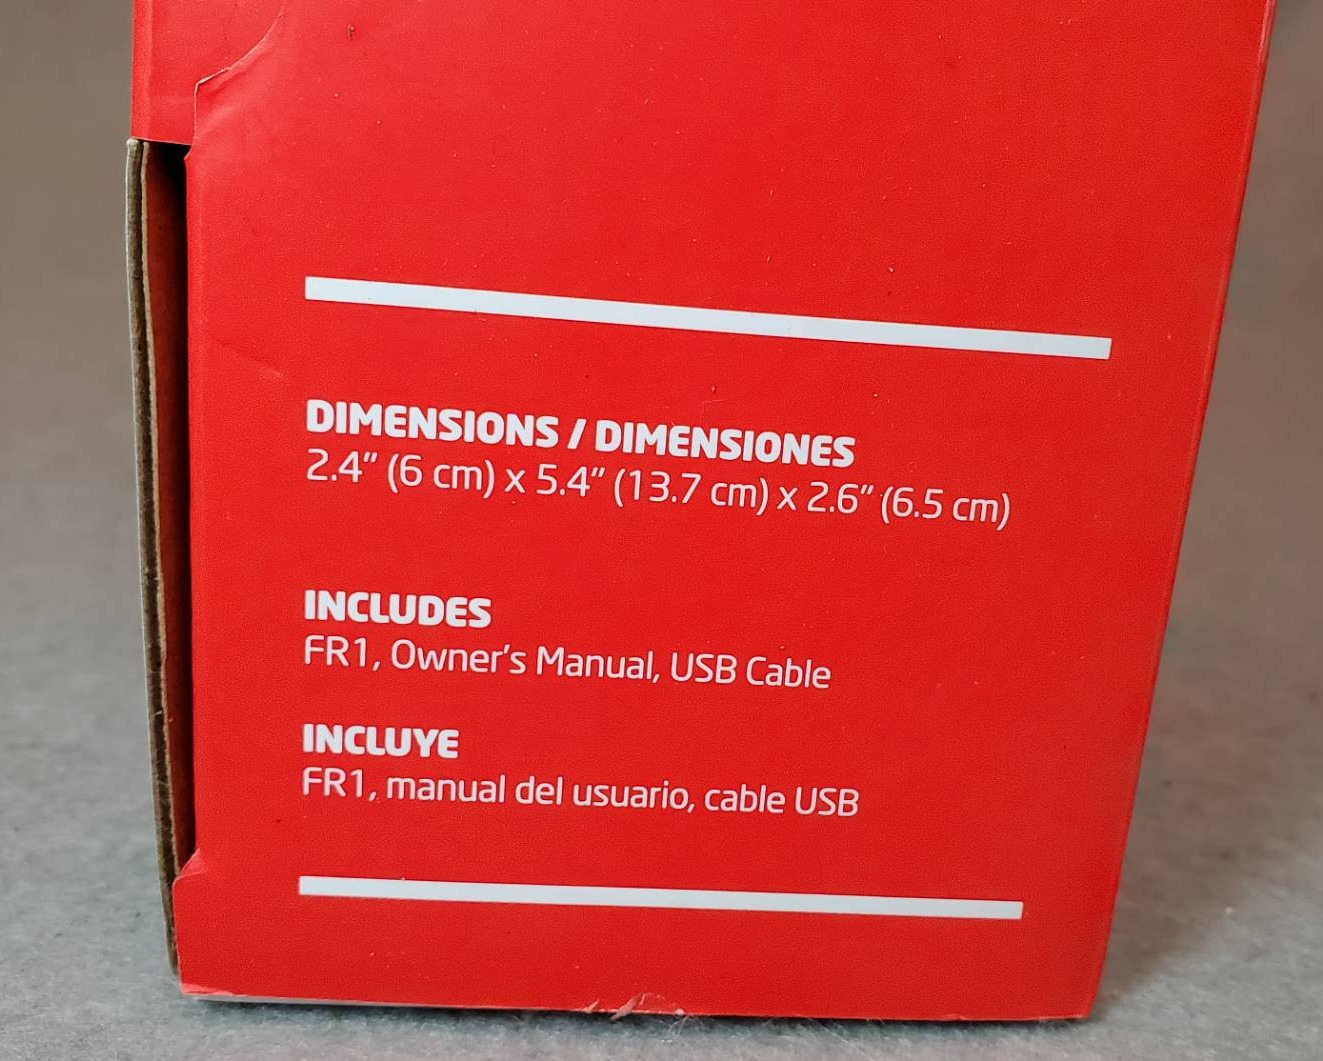 DIMENSIONS / DIMENSIONES
2.4” (6 cm) x 5.4” (13.7 cm) x 2.6” (6.5 cm)
INCLUDES
FR1, Owner’s Manual, USB Cable
INCLUYE
FR1, manual del usuario, cable USB